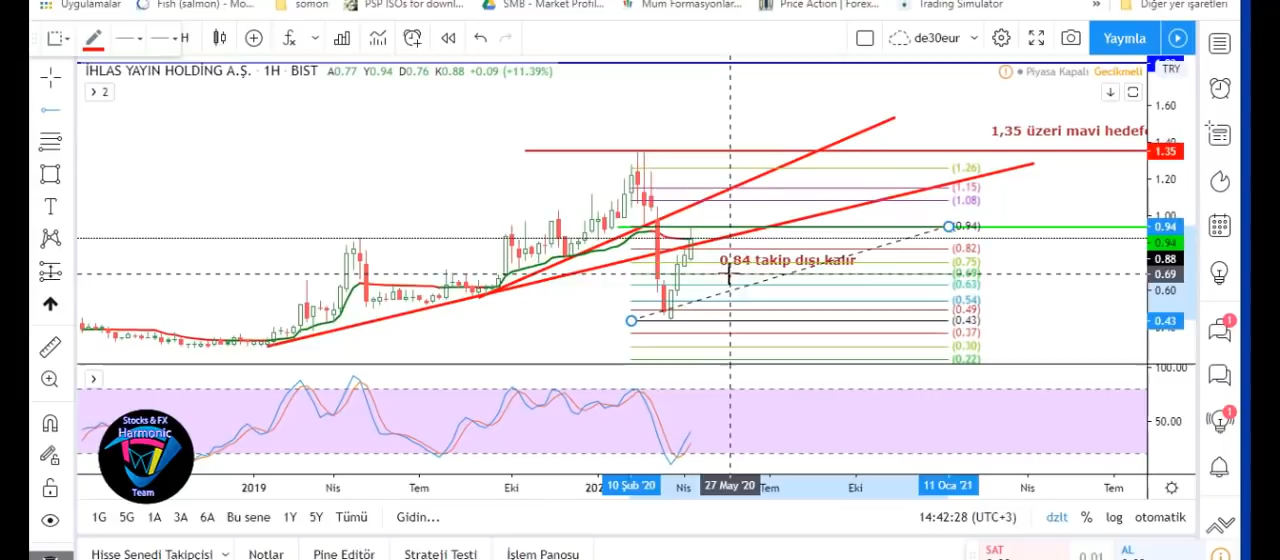 Uygulamalar
Fish (salmon) - Mo...
somon
PSP ISOs for downl...
SMB - Market Profil...
Mum Formasyonlar...
Price Action | Forex...
Trading Simulator
»
Diğer yer işaretleri
H
de30eur
Yayınla
İHLAS YAYIN HOLDİNG A.Ş. · 1H · BIST A0.77 Y0.94 D0.76 K0.88 +0.09 (+11.39%)
Piyasa Kapalı Gecikmeli
TRY
2
1.60
1,35 üzeri mavi hedefe
1.35
(1.26)
1.20
(1.15)
(1.08)
1.00
(0.94)
0.94
0.94
(0.82)
0.88
0,84 takip dışı kalır
(0.75)
(0.69)
0.69
(0.63)
0.60
(0.54)
(0.49)
(0.43)
0.43
(0.37)
(0.30)
(0.22)
100.00
50.00
Stocks & FX
Harmonic
Team
2019
Nis
Tem
Eki
202
10 Şub '20
Nis
27 May '20
Tem
Eki
11 Oca '21
Nis
Tem
1G 5G 1A 3A 6A Bu sene 1Y 5Y Tümü Gidin...
14:42:28 (UTC+3)
dzlt % log otomatik
Hisse Senedi Takipçisi
Notlar
Pine Editör
Strateji Testi
İşlem Panosu
SAT
0.01
AL
1
1